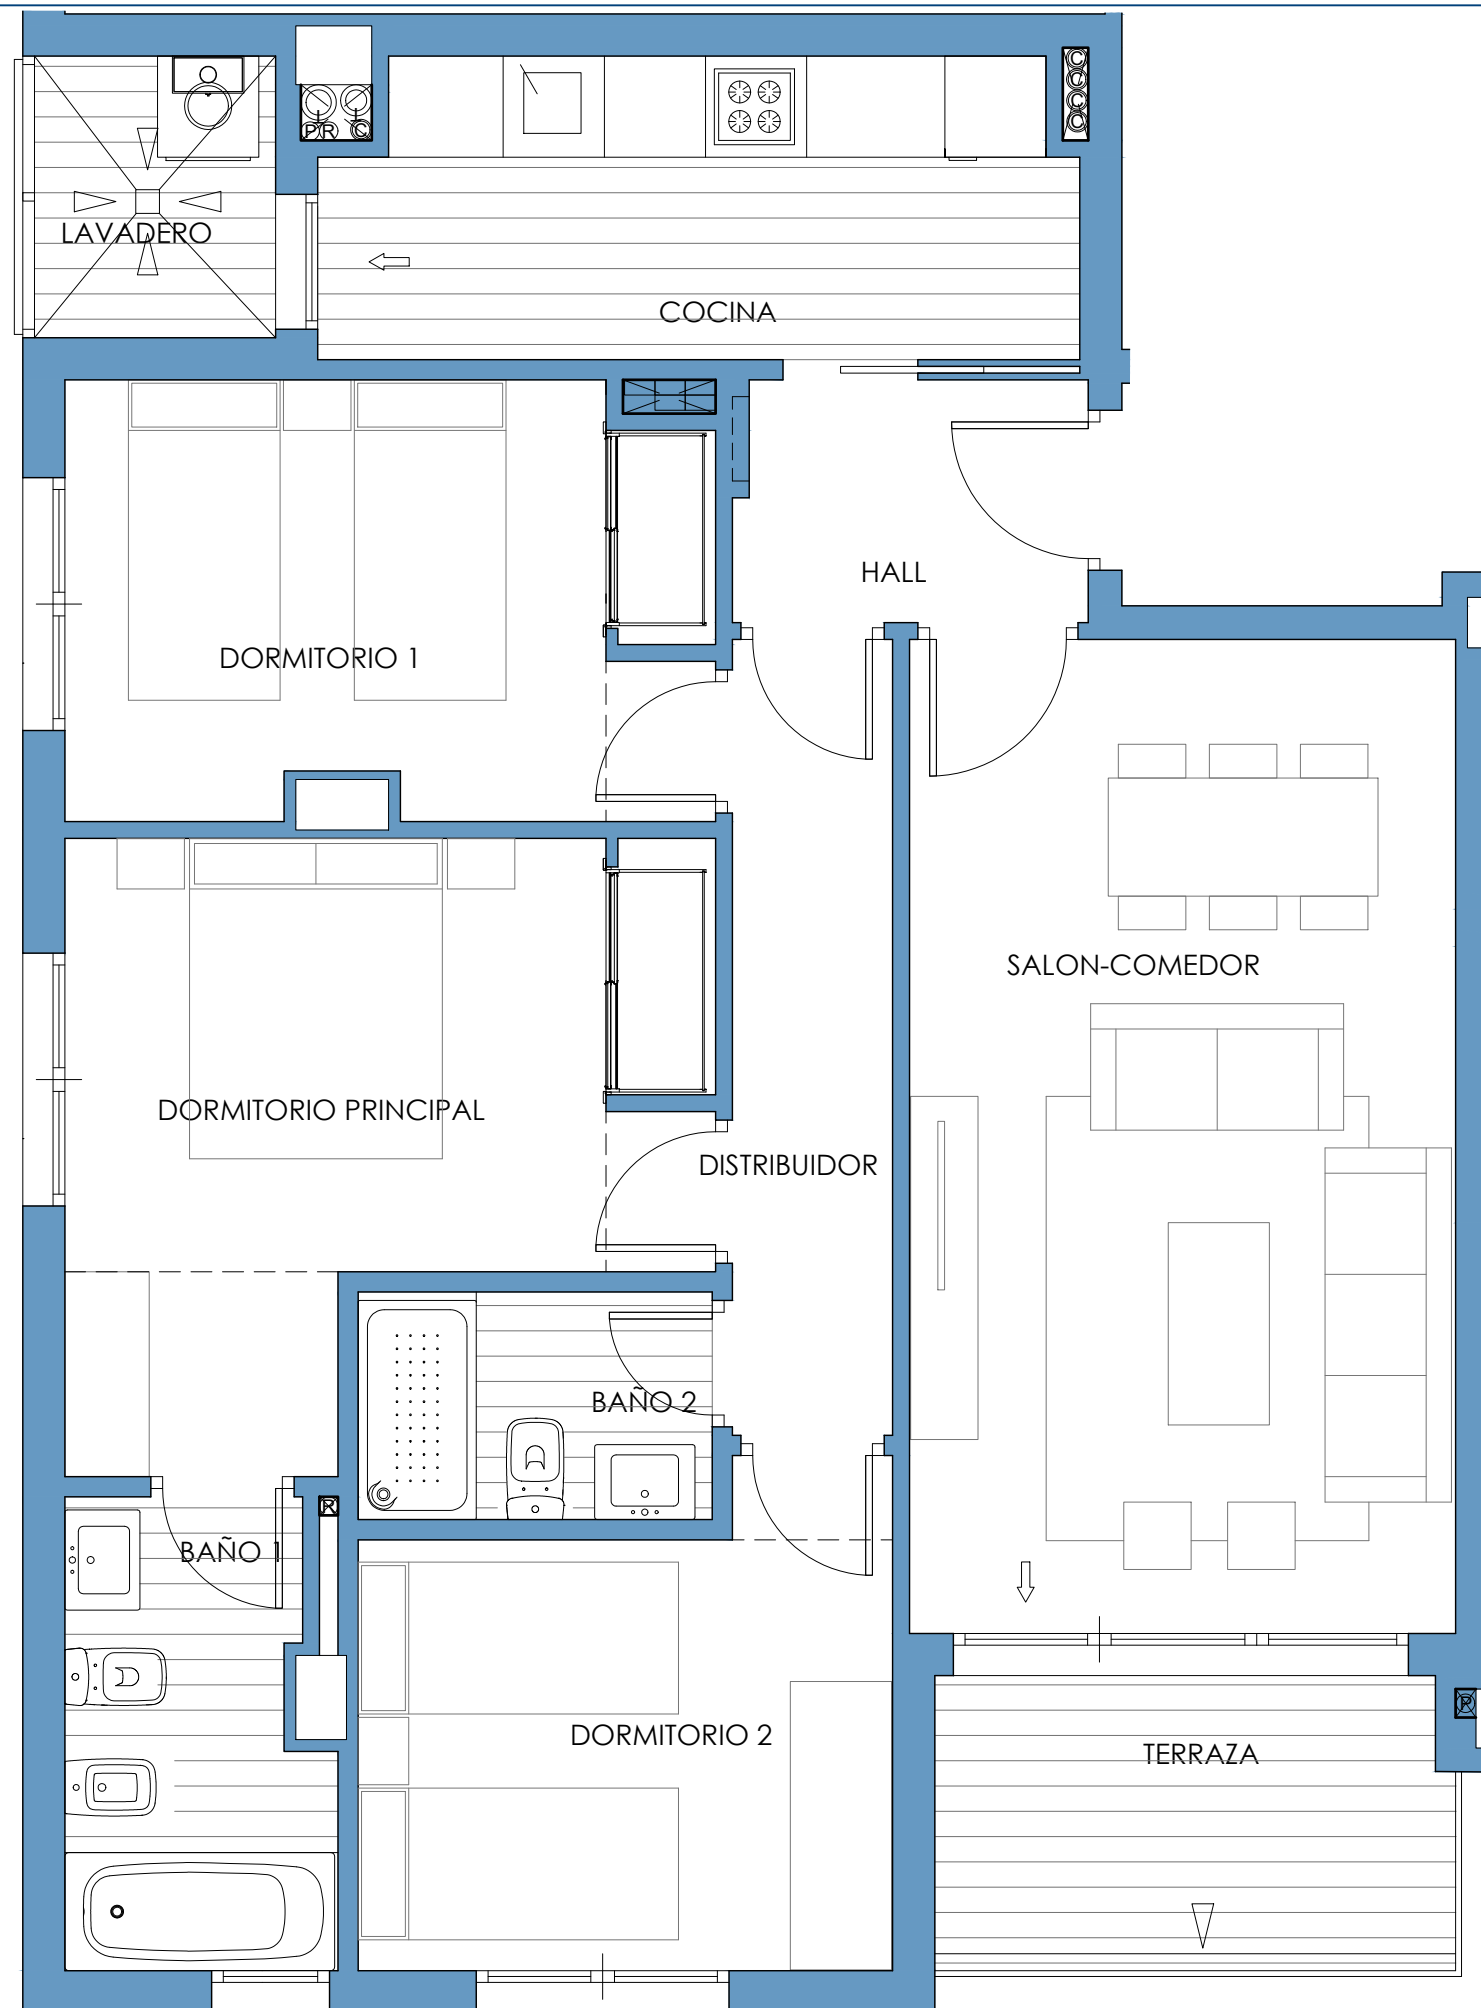 C
C
C
C
P R C
LAVADERO
COCINA
HALL
DORMITORIO 1
SALON-COMEDOR
DORMITORIO PRINCIPAL
DISTRIBUIDOR
BAÑO 2
R
BAÑO 1
R
DORMITORIO 2
TERRAZA